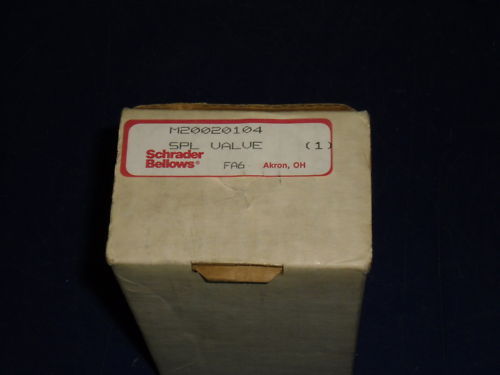 M20020104
SPL VALVE (1)
Schrader
Bellows®
FA6 Akron, OH